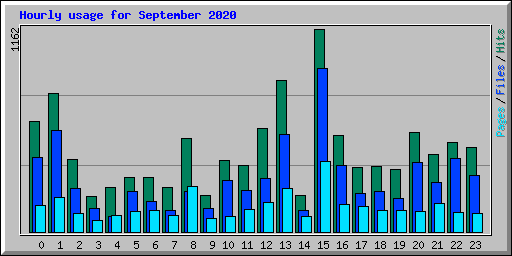 Hourly usage for September 2020
1162
Pages/Files/Hits
0 1 2 3 4 5 6 7 8 9 10 11 12 13 14 15 16 17 18 19 20 21 22 23